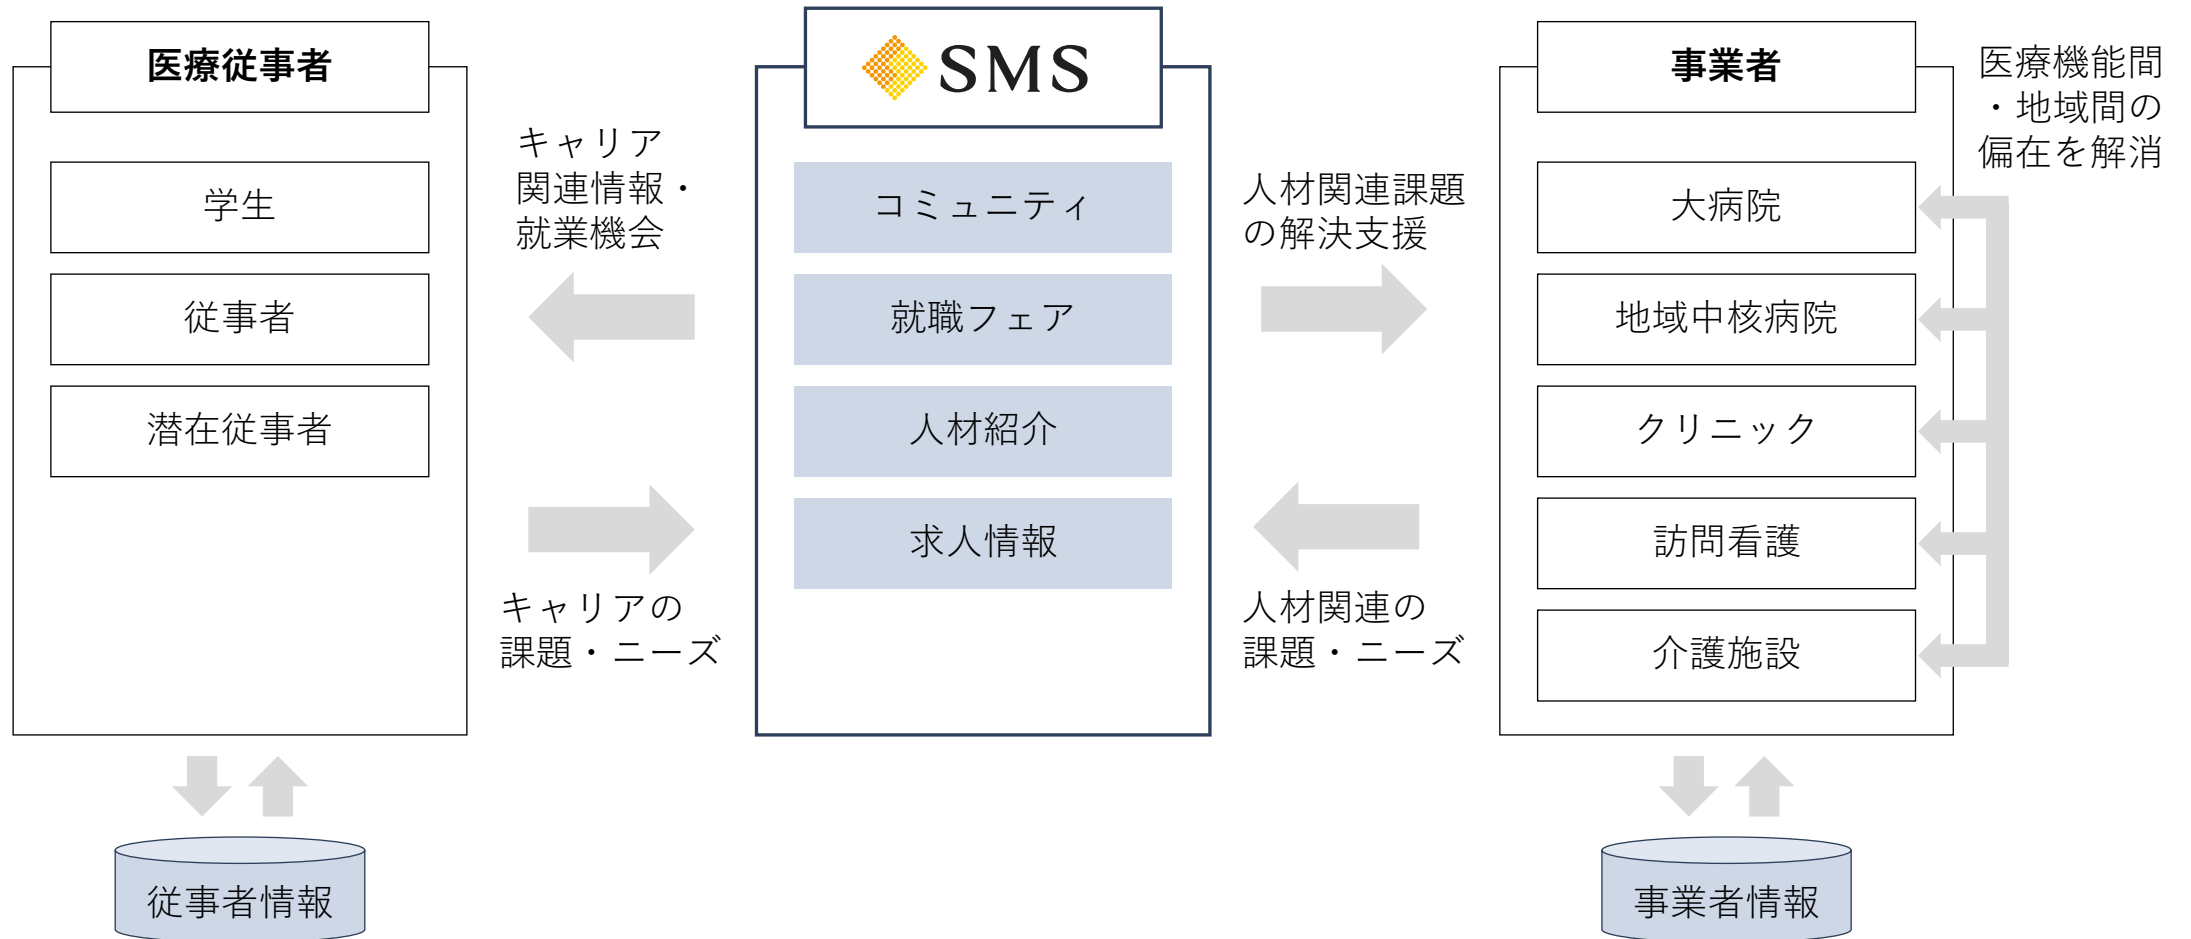 医療従事者
学生
従事者
潜在従事者
従事者情報
キャリア
関連情報・
就業機会
キャリアの
課題・ニーズ
SMS
コミュニティ
就職フェア
人材紹介
求人情報
人材関連課題
の解決支援
人材関連の
課題・ニーズ
事業者
大病院
地域中核病院
クリニック
訪問看護
介護施設
事業者情報
医療機能間
・地域間の
偏在を解消